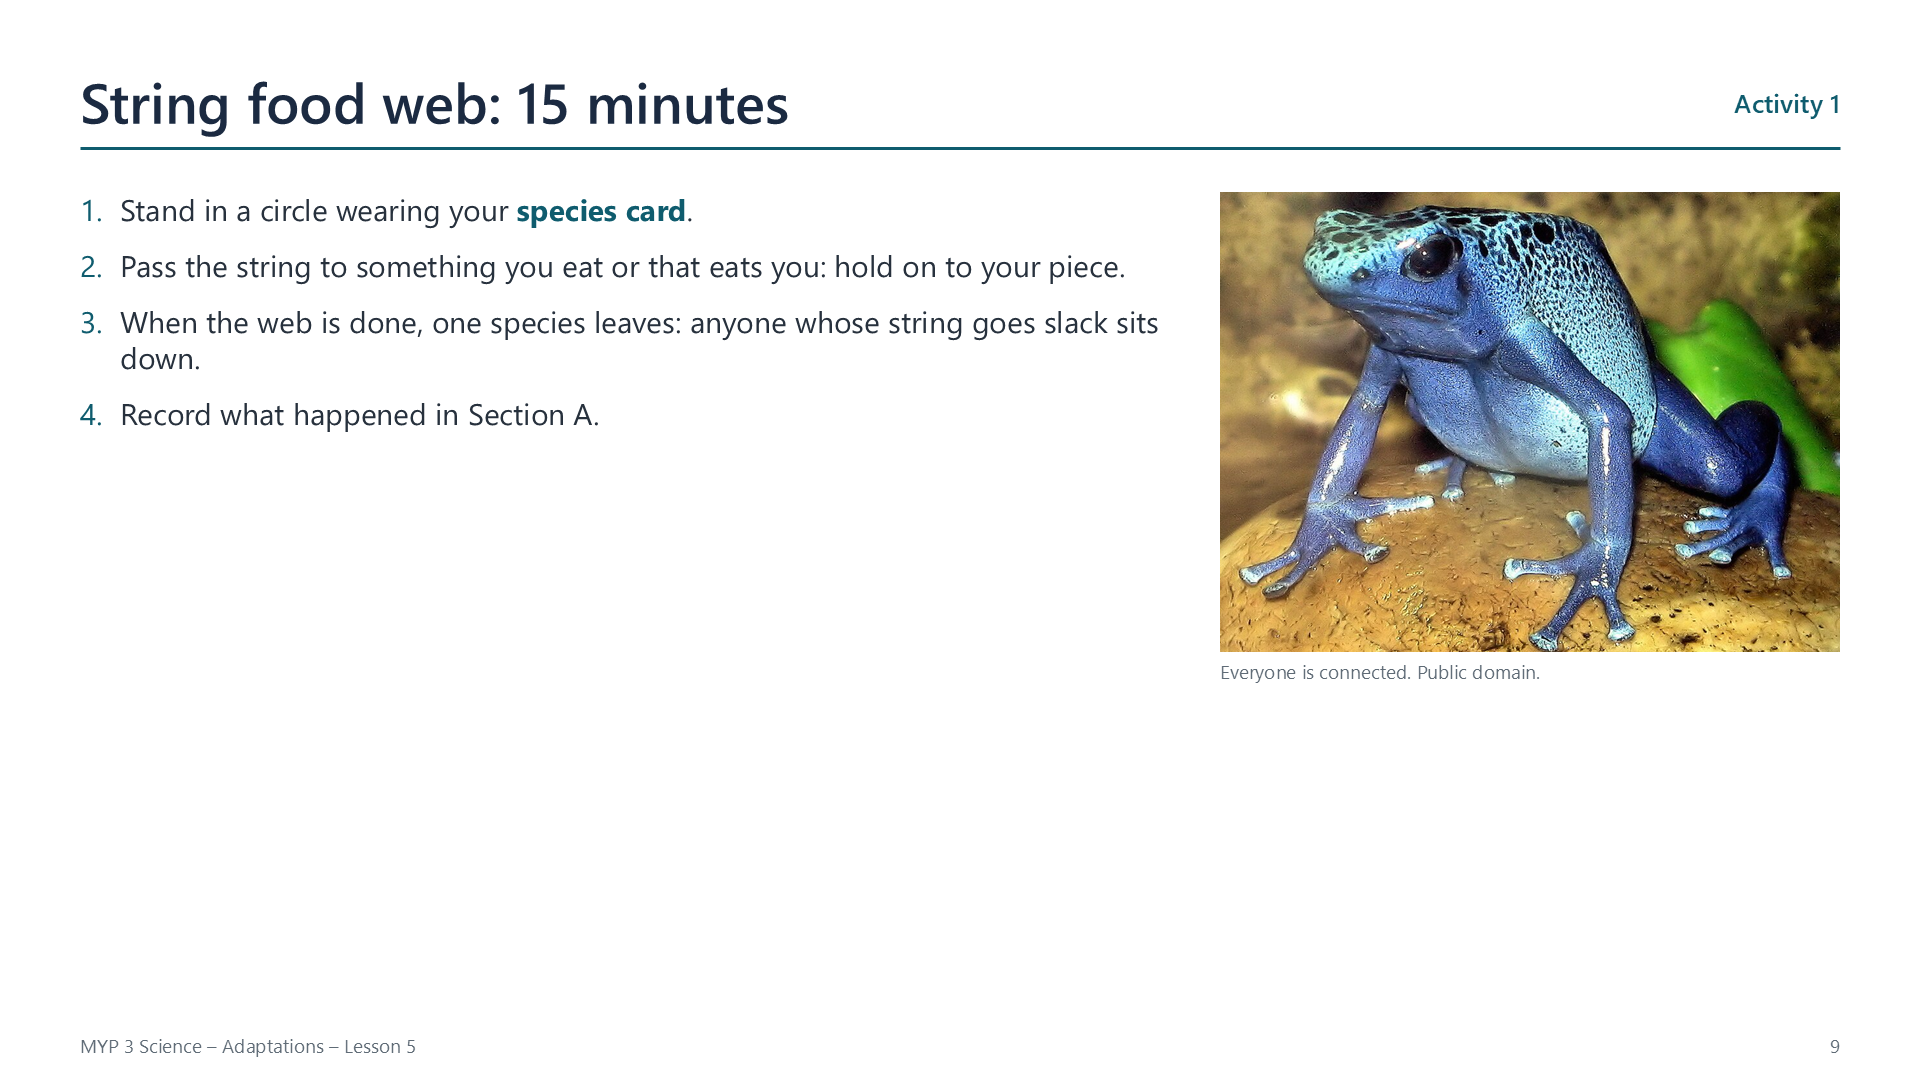 String food web: 15 minutes
Activity 1
1. Stand in a circle wearing your species card.
2. Pass the string to something you eat or that eats you: hold on to your piece.
3. When the web is done, one species leaves: anyone whose string goes slack sits
down.
4. Record what happened in Section A.
Everyone is connected. Public domain.
MYP 3 Science – Adaptations – Lesson 5
9